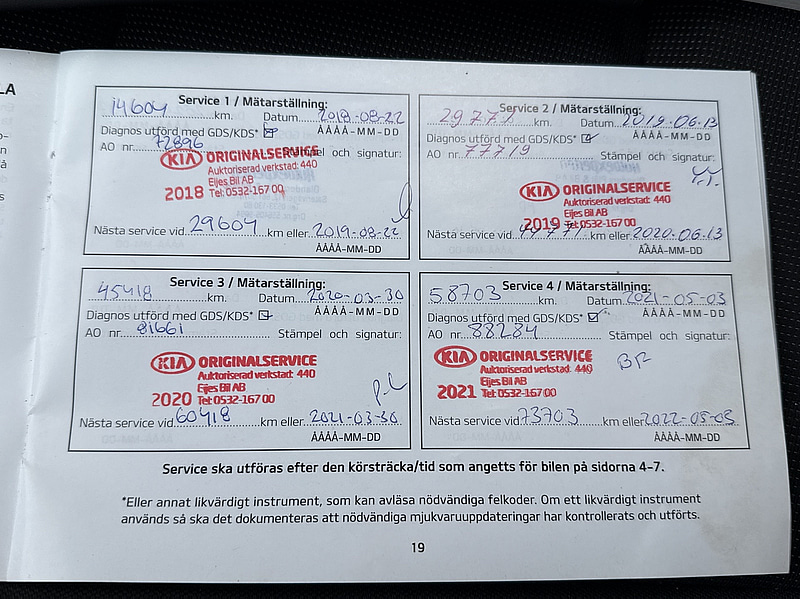 LA
Service 1 / Mätarställning:
14604 km. Datum 2018-08-22
ÅÅÅÅ-MM-DD
Diagnos utförd med GDS/KDS*
AO nr. 72896 Stämpel och signatur:
KIA ORIGINALSERVICE
Auktoriserad verkstad: 440
Eijes Bil AB
2018 Tel: 0532-167 00
Nästa service vid 29604 km eller 2019-08-22
ÅÅÅÅ-MM-DD
Service 2 / Mätarställning:
29777 km. Datum 2019-06-13
ÅÅÅÅ-MM-DD
Diagnos utförd med GDS/KDS*
AO nr. 77719 Stämpel och signatur:
KIA ORIGINALSERVICE
Auktoriserad verkstad: 440
Eijes Bil AB
2019 Tel: 0532-167 00
Nästa service vid 44777 km eller 2020-06-13
ÅÅÅÅ-MM-DD
Service 3 / Mätarställning:
45418 km. Datum 2020-03-30
ÅÅÅÅ-MM-DD
Diagnos utförd med GDS/KDS*
AO nr. 81661 Stämpel och signatur:
KIA ORIGINALSERVICE
Auktoriserad verkstad: 440
Eijes Bil AB
2020 Tel: 0532-167 00
Nästa service vid 60418 km eller 2021-03-30
ÅÅÅÅ-MM-DD
Service 4 / Mätarställning:
58703 km. Datum 2021-05-03
ÅÅÅÅ-MM-DD
Diagnos utförd med GDS/KDS*
AO nr. 88284 Stämpel och signatur:
KIA ORIGINALSERVICE
BF
Auktoriserad verkstad: 440
Eijes Bil AB
2021 Tel: 0532-167 00
Nästa service vid 73703 km eller 2022-05-03
ÅÅÅÅ-MM-DD
Service ska utföras efter den körsträcka/tid som angetts för bilen på sidorna 4-7.
*Eller annat likvärdigt instrument, som kan avläsa nödvändiga felkoder. Om ett likvärdigt instrument
används så ska det dokumenteras att nödvändiga mjukvaruuppdateringar har kontrollerats och utförts.
19